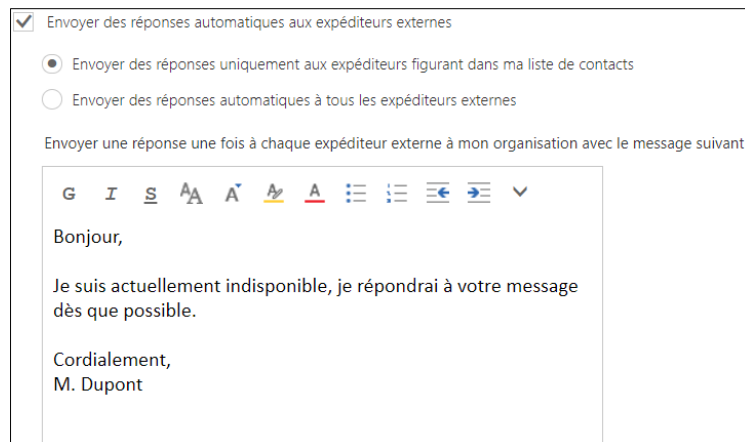 Envoyer des réponses automatiques aux expéditeurs externes
Envoyer des réponses uniquement aux expéditeurs figurant dans ma liste de contacts
Envoyer des réponses automatiques à tous les expéditeurs externes
Envoyer une réponse une fois à chaque expéditeur externe à mon organisation avec le message suivant
G I S AA A A A
Bonjour,
Je suis actuellement indisponible, je répondrai à votre message
dès que possible.
Cordialement,
M. Dupont